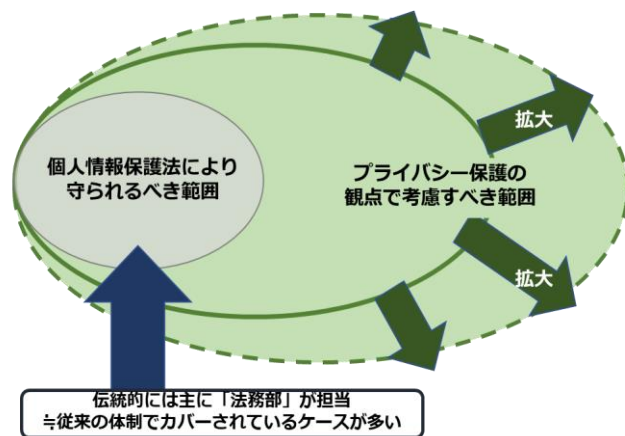 拡大
個人情報保護法により
守られるべき範囲
プライバシー保護の
観点で考慮すべき範囲
拡大
伝統的には主に「法務部」が担当
≒従来の体制でカバーされているケースが多い